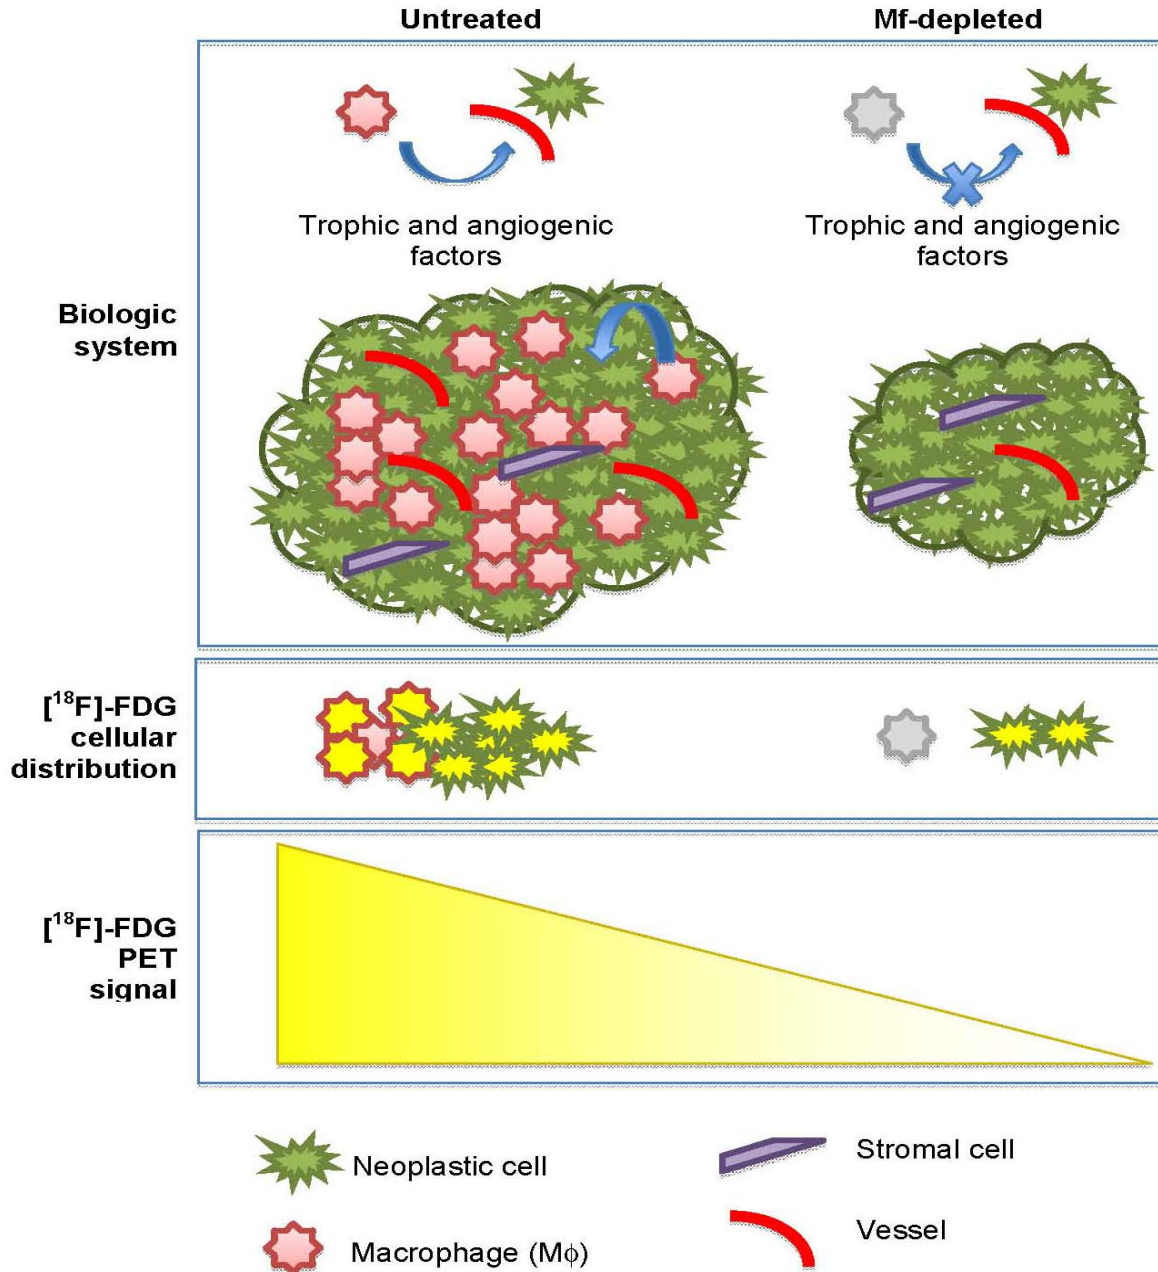 Untreated
Mf-depleted
Trophic and angiogenic
factors
Trophic and angiogenic
factors
Biologic
system
[¹⁸F]-FDG
cellular
distribution
[¹⁸F]-FDG
PET
signal
Neoplastic cell
Stromal cell
Macrophage (Mϕ)
Vessel